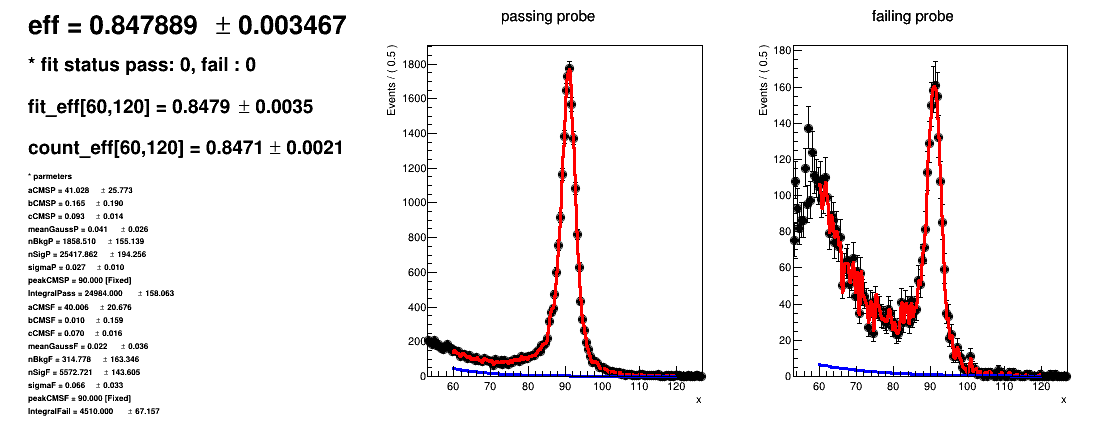 eff = 0.847889 ± 0.003467
* fit status pass: 0, fail : 0
fit_eff[60,120] = 0.8479 ± 0.0035
count_eff[60,120] = 0.8471 ± 0.0021
* parmeters
aCMSP = 41.028 ± 25.773
bCMSP = 0.165 ± 0.190
cCMSP = 0.093 ± 0.014
meanGaussP = 0.041 ± 0.026
nBkgP = 1858.510 ± 155.139
nSigP = 25417.862 ± 194.256
sigmaP = 0.027 ± 0.010
peakCMSP = 90.000 [Fixed]
IntegralPass = 24984.000 ± 158.063
aCMSF = 40.006 ± 20.676
bCMSF = 0.010 ± 0.159
cCMSF = 0.070 ± 0.016
meanGaussF = 0.022 ± 0.036
nBkgF = 314.778 ± 163.346
nSigF = 5572.721 ± 143.605
sigmaF = 0.066 ± 0.033
peakCMSF = 90.000 [Fixed]
IntegralFail = 4510.000 ± 67.157
passing probe
Events / ( 0.5 )
1800
1600
1400
1200
1000
800
600
400
200
0
60 70 80 90 100 110 120
x
failing probe
Events / ( 0.5 )
180
160
140
120
100
80
60
40
20
0
60 70 80 90 100 110 120
x